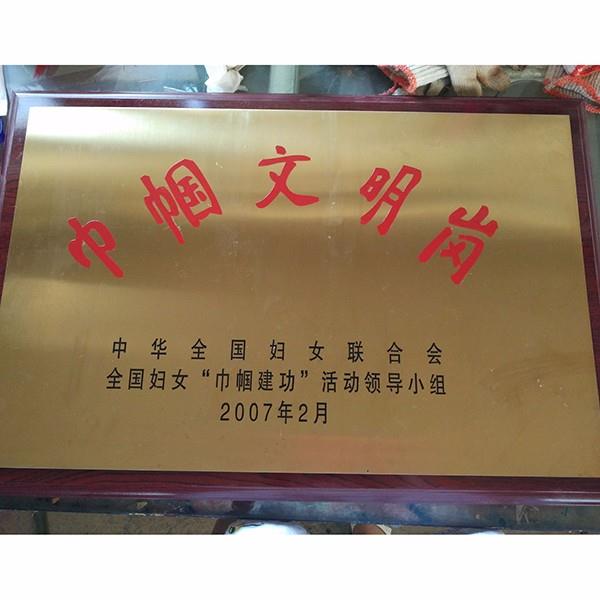 巾帼文明岗
中华全国妇女联合会
全国妇女“巾帼建功”活动领导小组
2007年2月